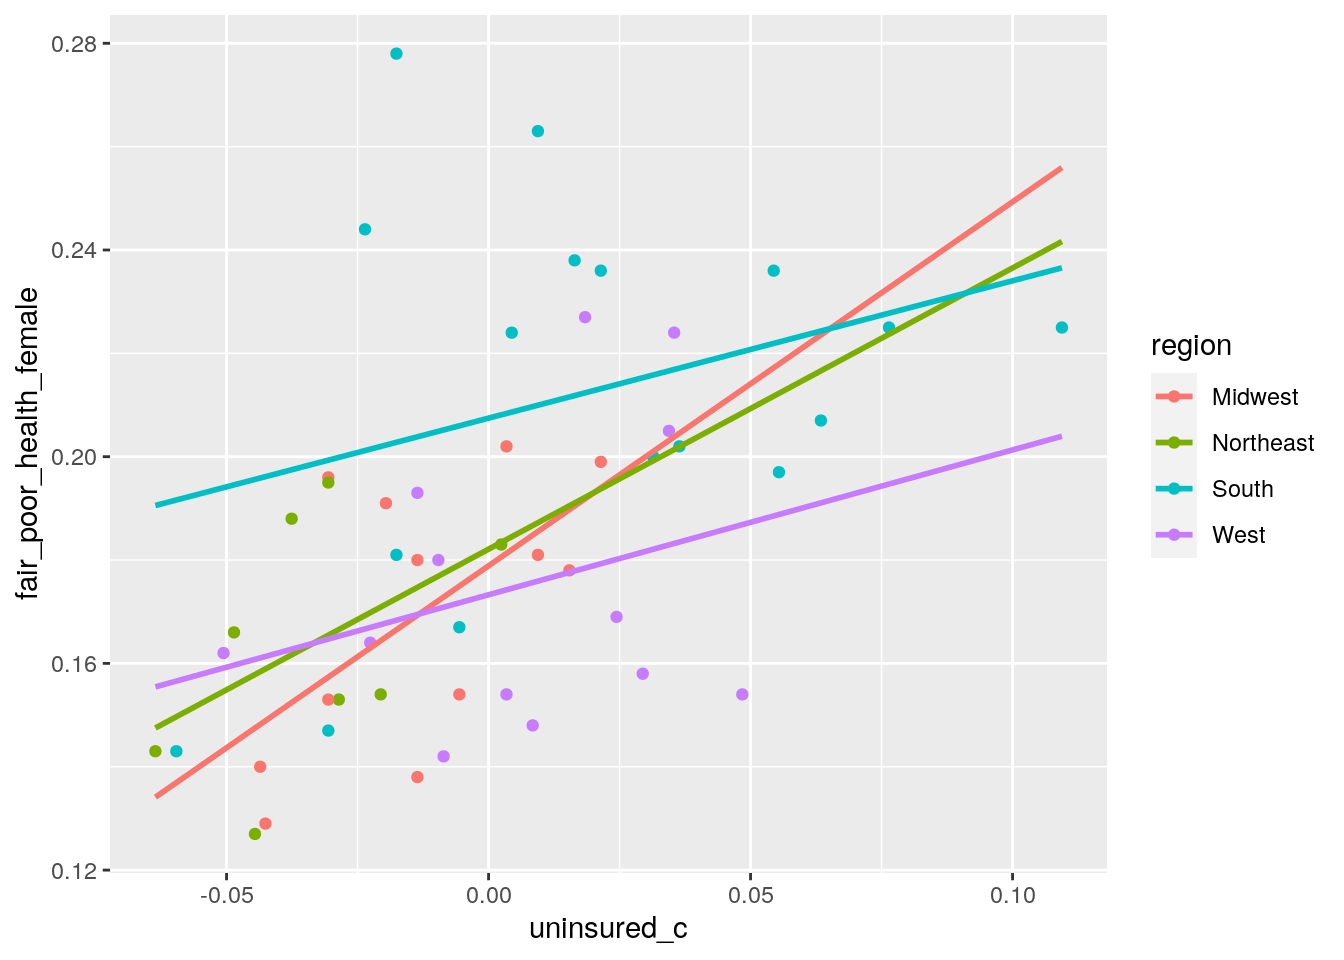 fair_poor_health_female
0.28
0.24
0.20
0.16
0.12
-0.05
0.00
0.05
0.10
uninsured_c
region
Midwest
Northeast
South
West